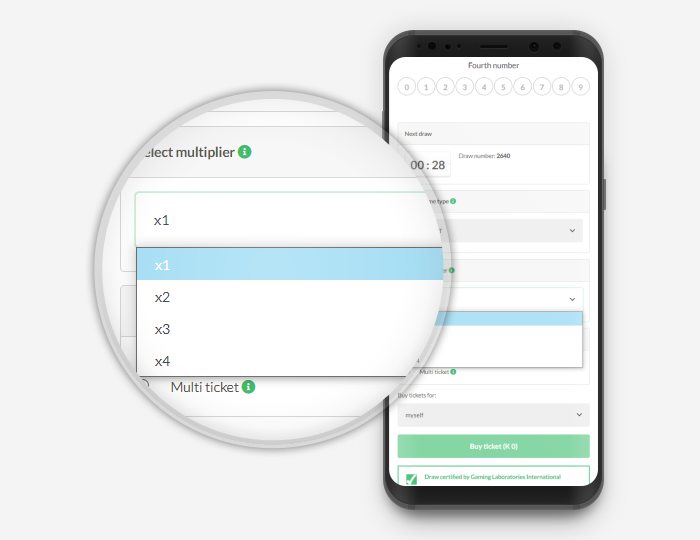 Fourth number
0 1 2 3 4 5 6 7 8 9
Next draw
00 : 28
Draw number: 2640
type
elect multiplier
x1
x1
x2
x3
x4
Multi ticket
Multi ticket
Buy tickets for:
myself
Buy ticket (K 0)
Draw certified by Gaming Laboratories International